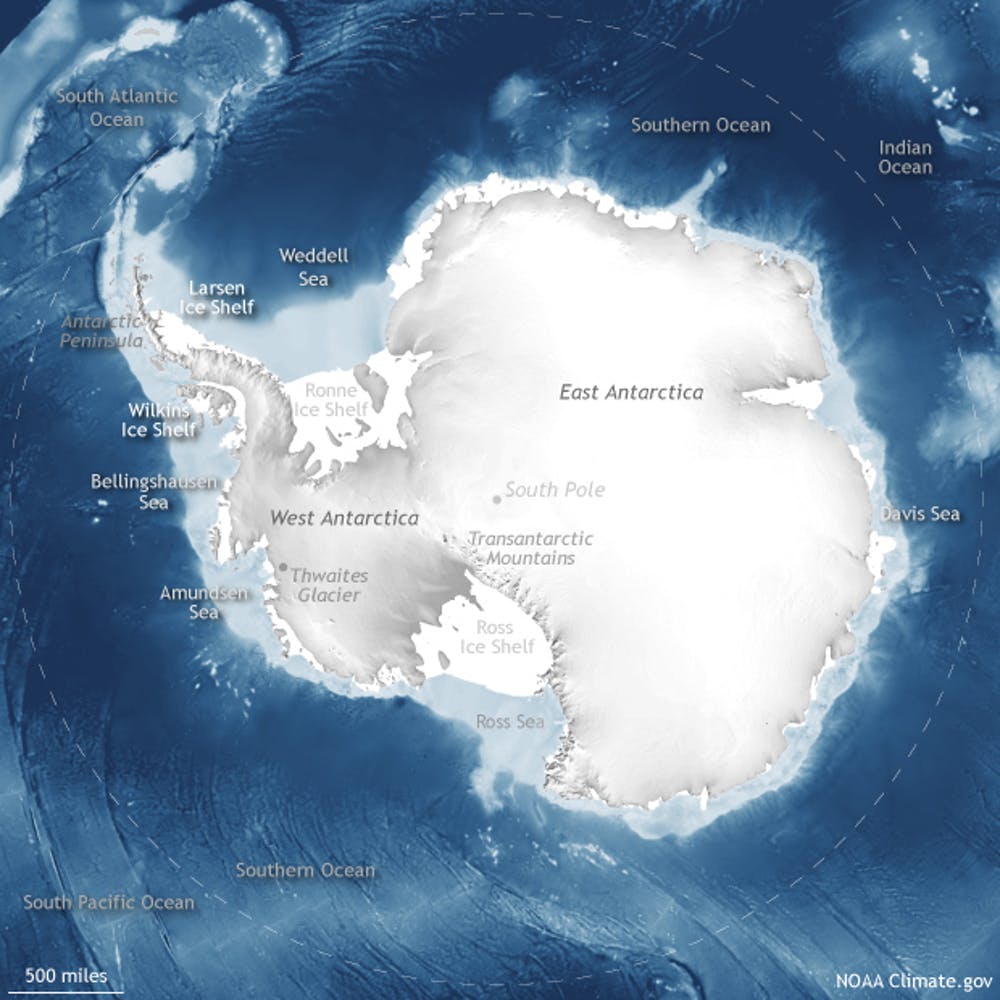 South Atlantic
Ocean
Southern Ocean
Indian
Ocean
Weddell
Sea
Larsen
Ice Shelf
Antarctic
Peninsula
Ronne
Ice Shelf
East Antarctica
Wilkins
Ice Shelf
Bellingshausen
Sea
South Pole
West Antarctica
Davis Sea
Transantarctic
Mountains
Thwaites
Glacier
Amundsen
Sea
Ross
Ice Shelf
Ross Sea
Southern Ocean
South Pacific Ocean
500 miles
NOAA Climate.gov